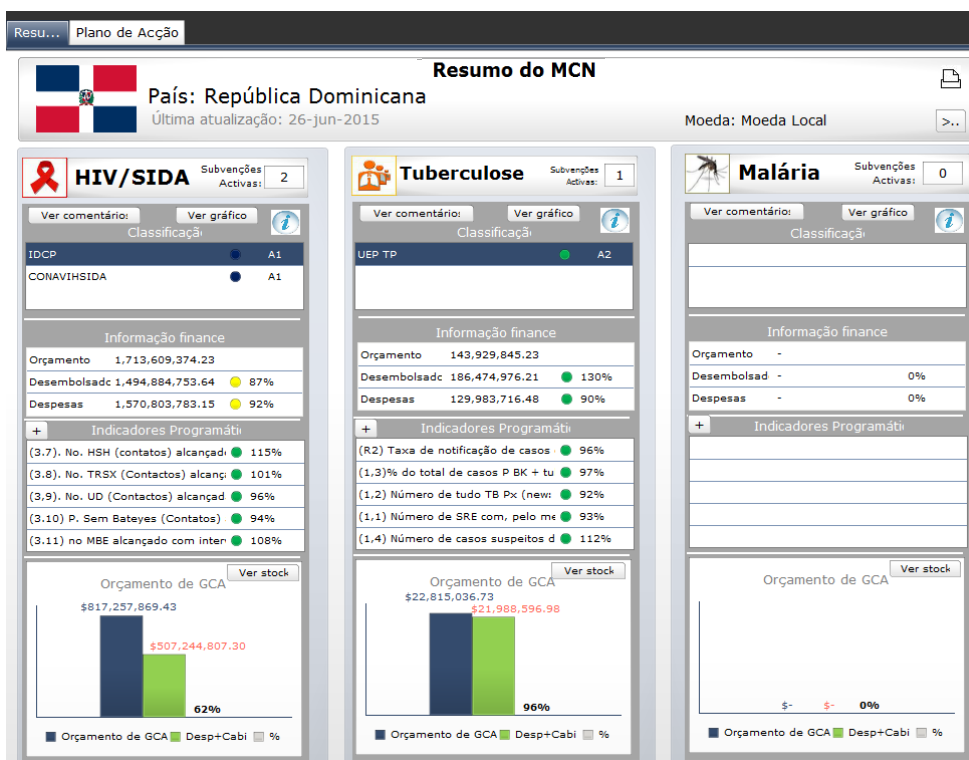 Resu... Plano de Acção
Resumo do MCN
País: República Dominicana
Última atualização: 26-jun-2015
Moeda: Moeda Local
>..
HIV/SIDA
Subvenções
Activas:
2
Ver comentário: Ver gráfico
Classificaçã
IDCP A1
CONAVIHSIDA A1
Informação finance
Orçamento 1,713,609,374.23
Desembolsadc 1,494,884,753.64 87%
Despesas 1,570,803,783.15 92%
+ Indicadores Programáti
(3.7). No. HSH (contatos) alcançad 115%
(3.8). No. TRSX (Contactos) alcanç 101%
(3,9). No. UD (Contactos) alcançad 96%
(3.10) P. Sem Bateyes (Contatos) 94%
(3.11) no MBE alcançado com inter 108%
Ver stock
Orçamento de GCA
$817,257,869.43
$507,244,807.30
62%
Orçamento de GCA Desp+Cabi %
Tuberculose
Subvenções
Activas:
1
Ver comentário: Ver gráfico
Classificaçã
UEP TP A2
Informação finance
Orçamento 143,929,845.23
Desembolsadc 186,474,976.21 130%
Despesas 129,983,716.48 90%
+ Indicadores Programáti
(R2) Taxa de notificação de casos 96%
(1,3)% do total de casos P BK + tu 97%
(1,2) Número de tudo TB Px (new: 92%
(1,1) Número de SRE com, pelo me 93%
(1,4) Número de casos suspeitos d 112%
Ver stock
Orçamento de GCA
$22,815,036.73
$21,988,596.98
96%
Orçamento de GCA Desp+Cabi %
Malária
Subvenções
Activas:
0
Ver comentário: Ver gráfico
Classificaçã
Informação finance
Orçamento -
Desembolsad - 0%
Despesas - 0%
+ Indicadores Programáti
Ver stock
Orçamento de GCA
$- $- 0%
Orçamento de GCA Desp+Cabi %